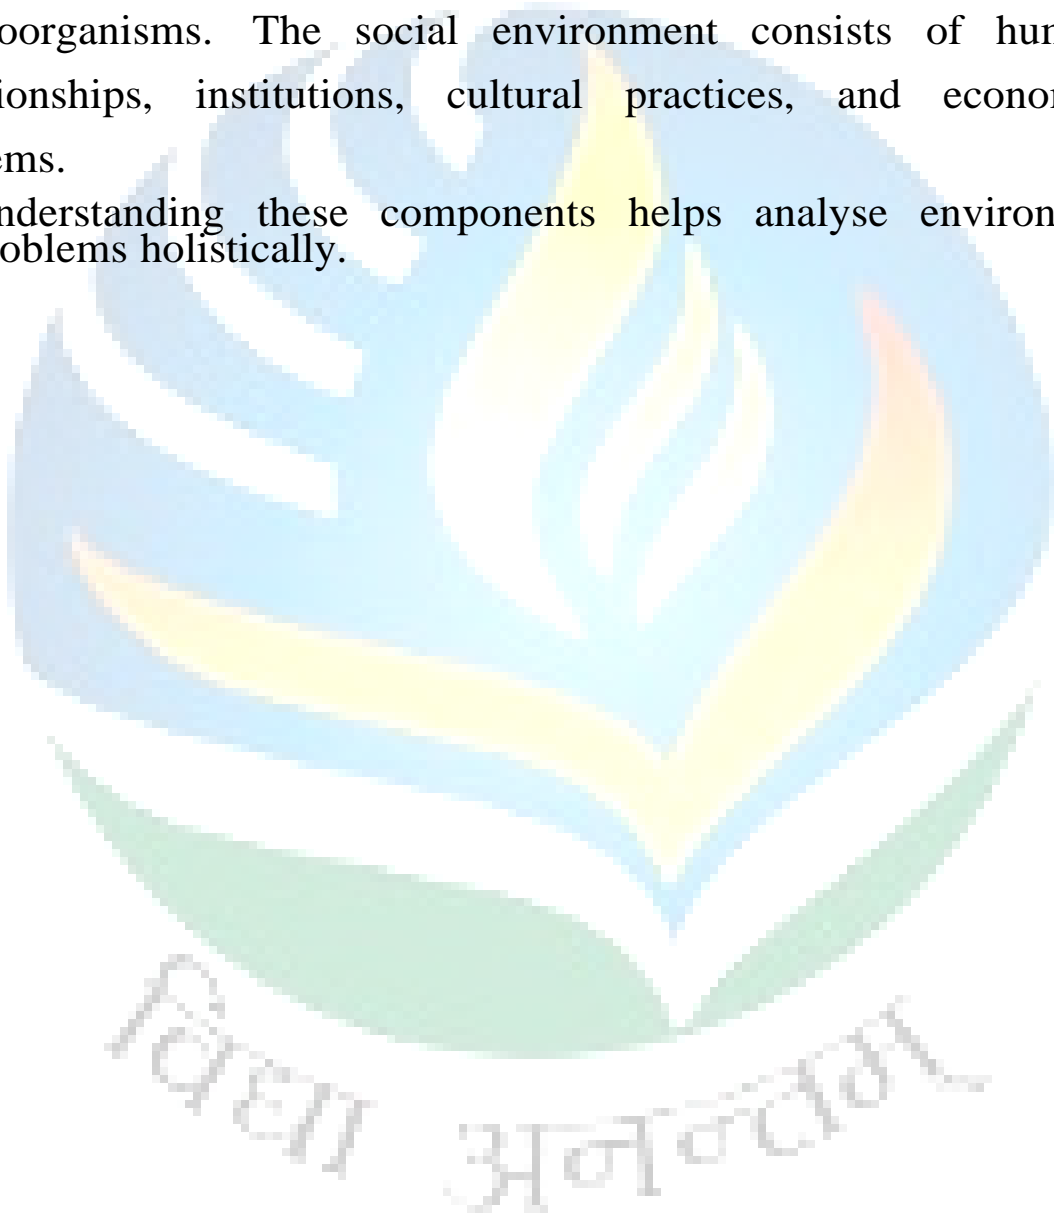 oorganisms. The social environment consists of hun
ionships, institutions, cultural practices, and econor
ems.
nderstanding these components helps analyse environ
oblems holistically.
विद्या अनन्तम्